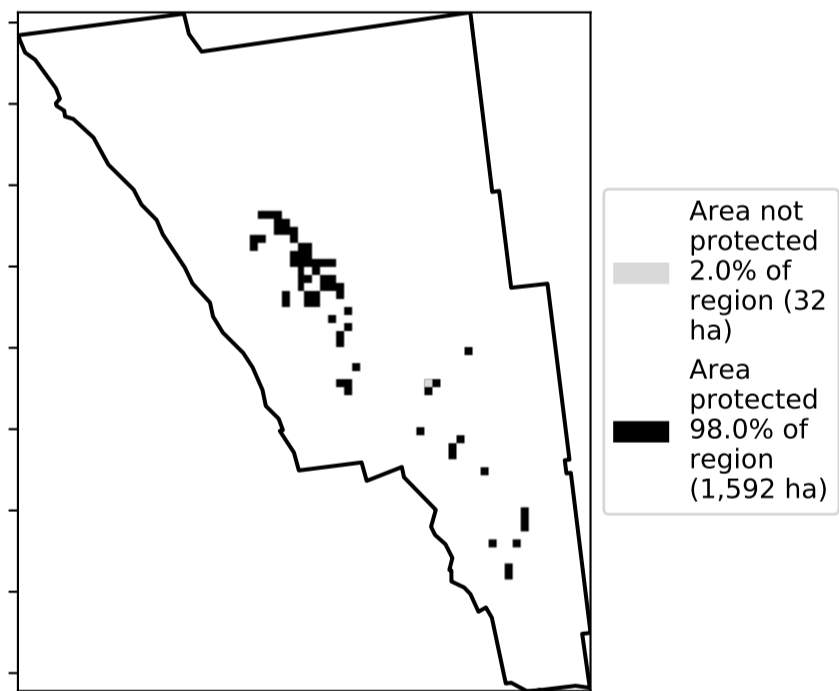 Area not
protected
2.0% of
region (32
ha)
Area
protected
98.0% of
region
(1,592 ha)